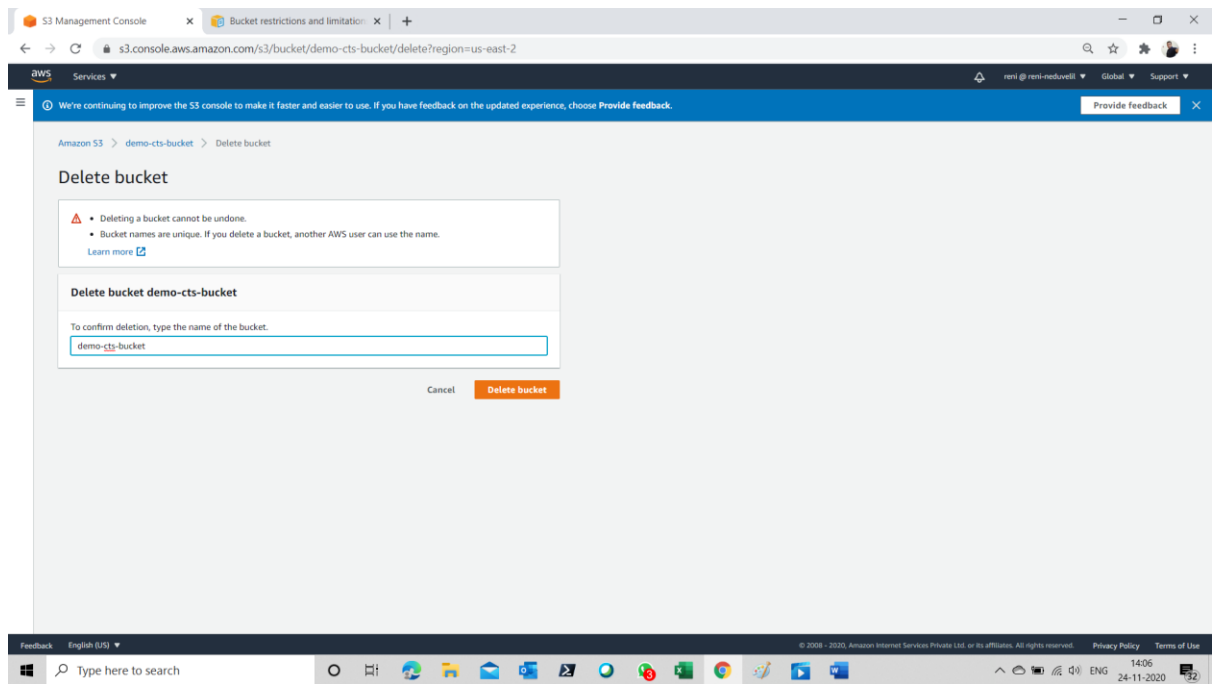 S3 Management Console
Bucket restrictions and limitation
s3.console.aws.amazon.com/s3/bucket/demo-cts-bucket/delete?region=us-east-2
aws Services ▼ reni @ reni-neduvelil ▼ Global ▼ Support ▼
We're continuing to improve the S3 console to make it faster and easier to use. If you have feedback on the updated experience, choose Provide feedback. Provide feedback
Amazon S3 > demo-cts-bucket > Delete bucket
Delete bucket
• Deleting a bucket cannot be undone.
• Bucket names are unique. If you delete a bucket, another AWS user can use the name.
Learn more
Delete bucket demo-cts-bucket
To confirm deletion, type the name of the bucket.
demo-cts-bucket
Cancel Delete bucket
Feedback English (US) ▼ © 2008 - 2020, Amazon Internet Services Private Ltd. or its affiliates. All rights reserved. Privacy Policy Terms of Use
Type here to search
ENG
14:06
24-11-2020
32